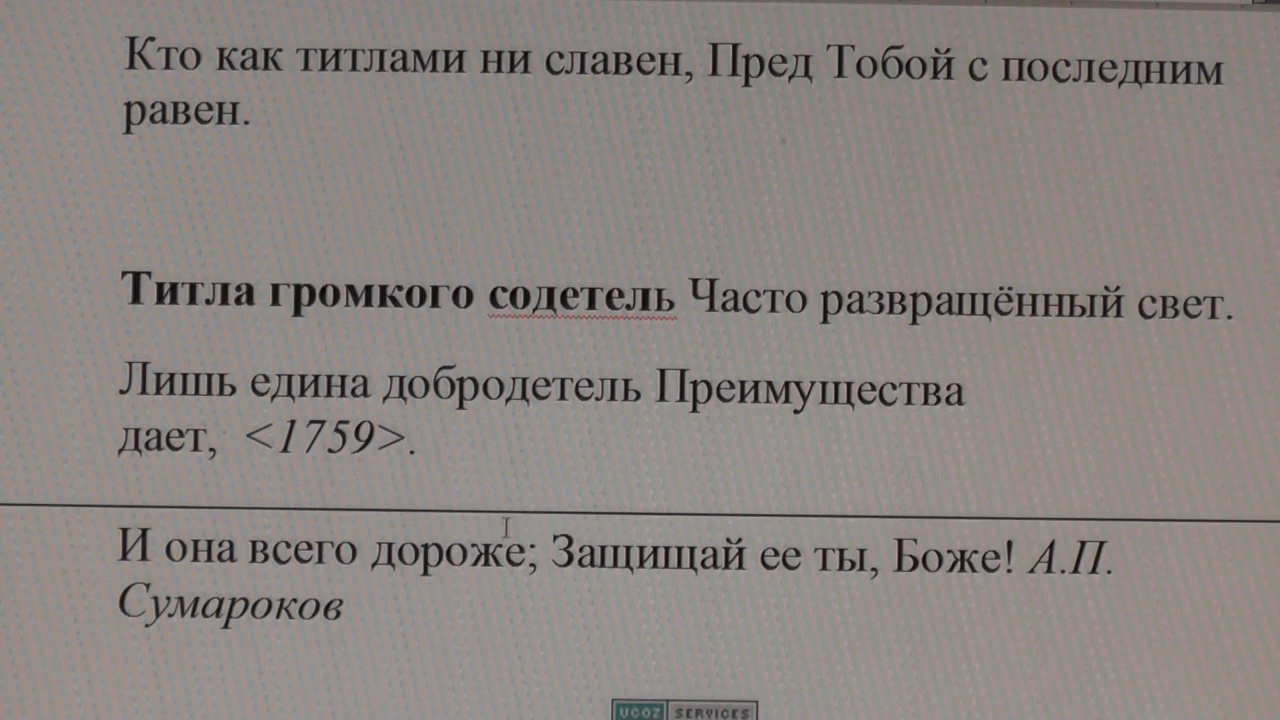 Кто как титлами ни славен, Пред Тобой с последним
равен.
Титла громкого содетель Часто развращённый свет.
Лишь едина добродетель Преимущества
дает, <1759>.
И она всего дороже; Защищай ее ты, Боже! А.П.
Сумароков
UCOZ SERVICES